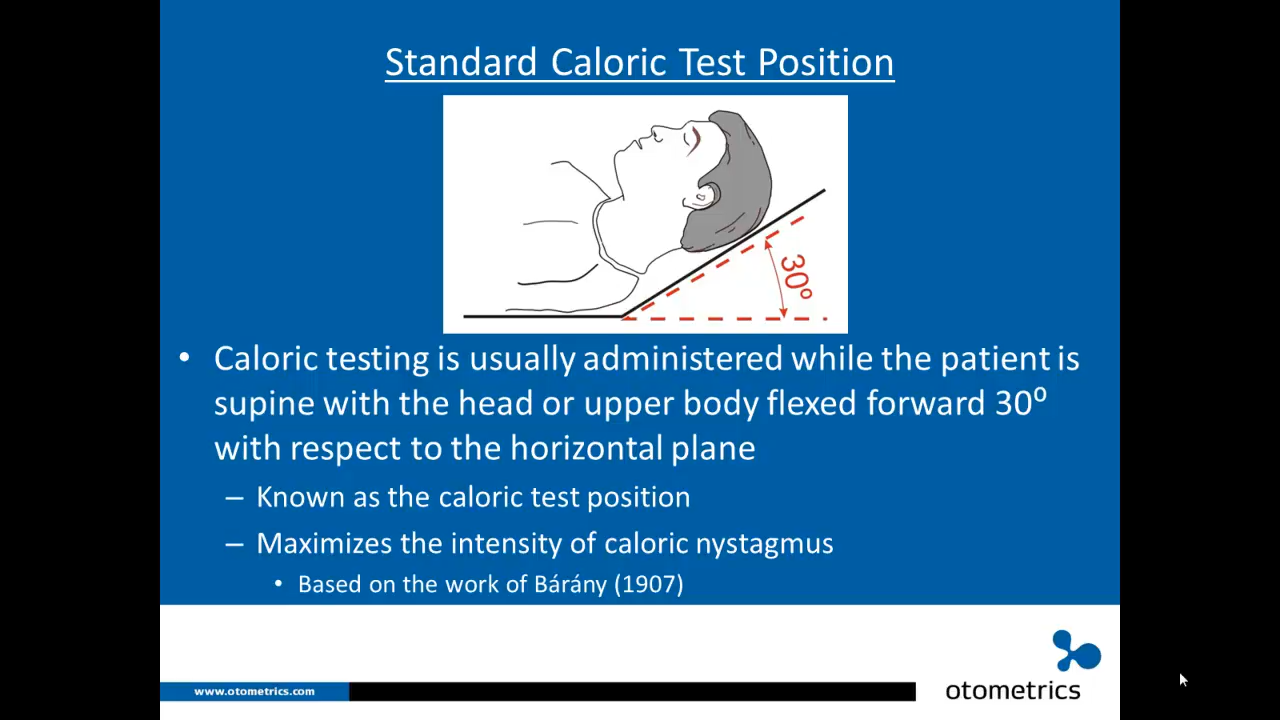 Standard Caloric Test Position
30º
• Caloric testing is usually administered while the patient is
supine with the head or upper body flexed forward 30º
with respect to the horizontal plane
– Known as the caloric test position
– Maximizes the intensity of caloric nystagmus
• Based on the work of Bárány (1907)
www.otometrics.com
otometrics